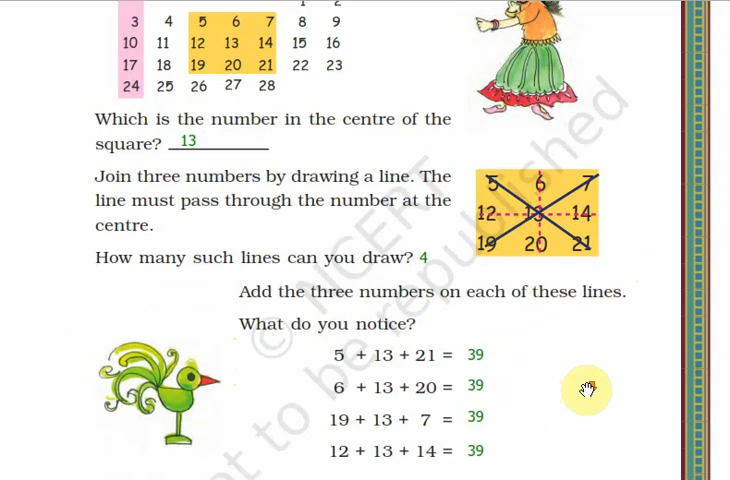 1 2
3 4 5 6 7 8 9
10 11 12 13 14 15 16
17 18 19 20 21 22 23
24 25 26 27 28
Which is the number in the centre of the
square? 13
Join three numbers by drawing a line. The
line must pass through the number at the
centre.
5 6 7
12 13 14
19 20 21
How many such lines can you draw? 4
Add the three numbers on each of these lines.
What do you notice?
5 + 13 + 21 = 39
6 + 13 + 20 = 39
19 + 13 + 7 = 39
12 + 13 + 14 = 39
© NCERT
not to be republished